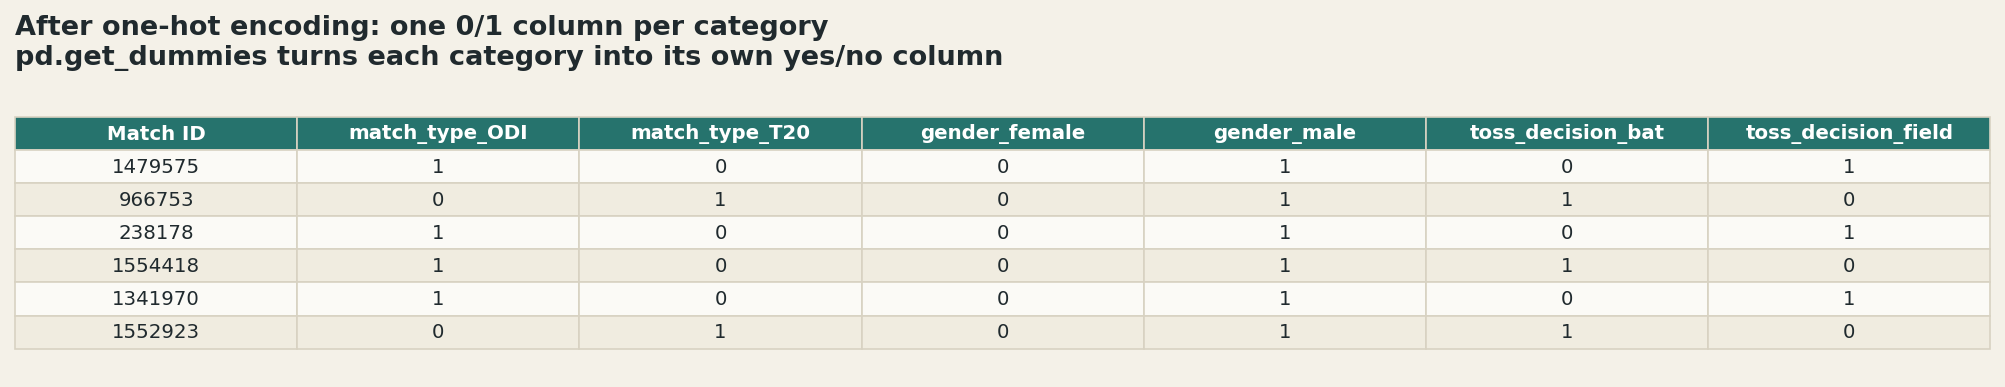 After one-hot encoding: one 0/1 column per category
pd.get_dummies turns each category into its own yes/no column
Match ID match_type_ODI match_type_T20 gender_female gender_male toss_decision_bat toss_decision_field
1479575 1 0 0 1 0 1
966753 0 1 0 1 1 0
238178 1 0 0 1 0 1
1554418 1 0 0 1 1 0
1341970 1 0 0 1 0 1
1552923 0 1 0 1 1 0